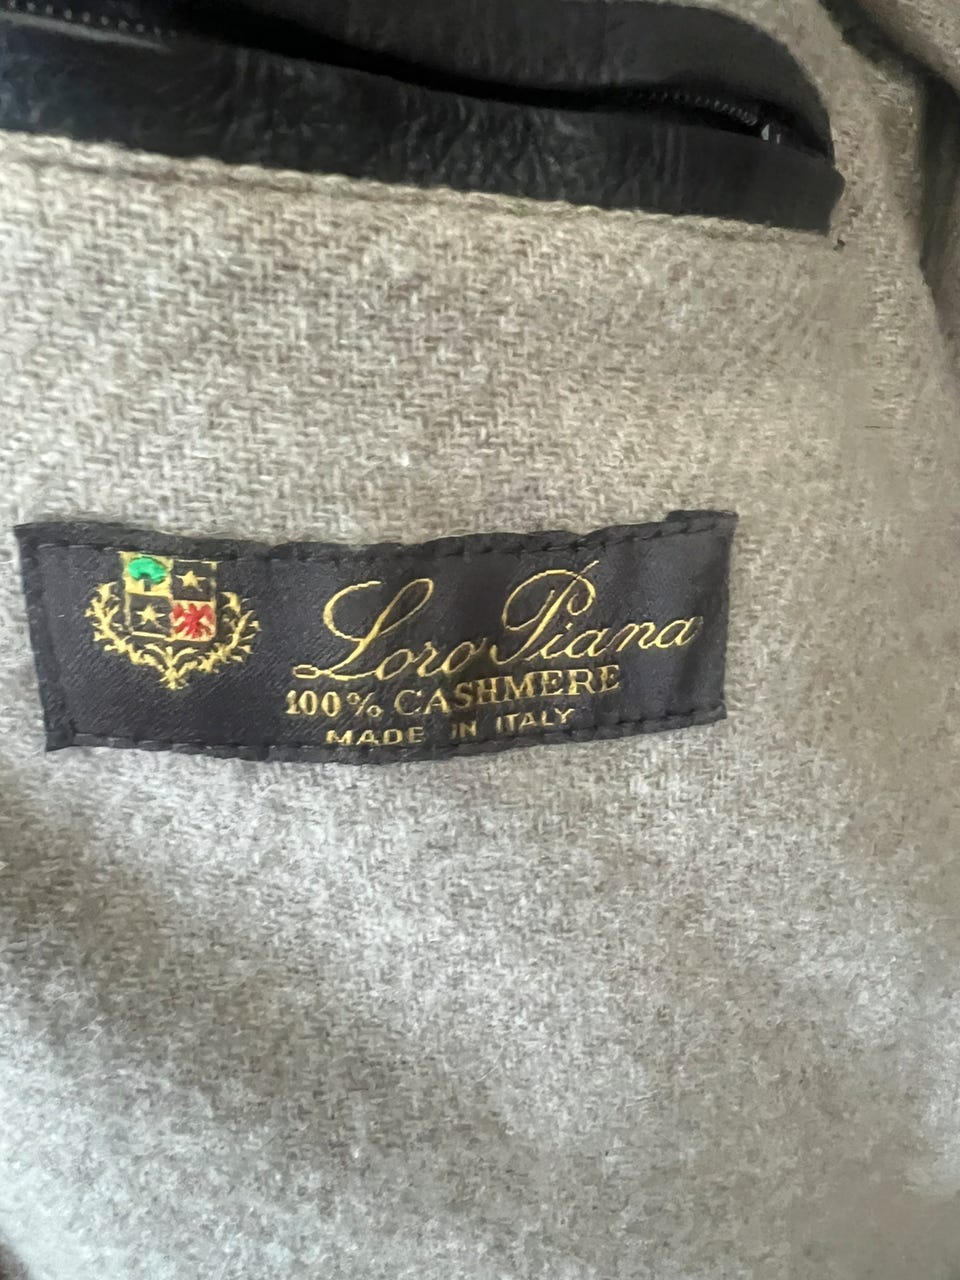 Loro Piana
100% CASHMERE
MADE IN ITALY